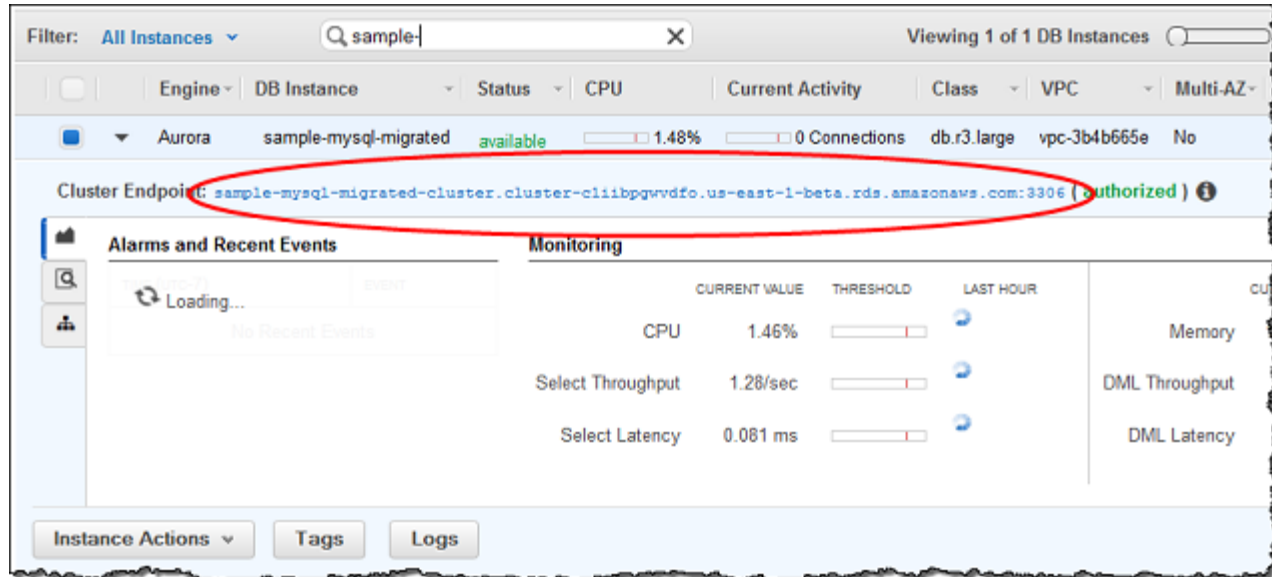 Filter: All Instances sample- Viewing 1 of 1 DB Instances
Engine DB Instance Status CPU Current Activity Class VPC Multi-AZ
Aurora sample-mysql-migrated available 1.48% 0 Connections db.r3.large vpc-3b4b665e No
Cluster Endpoint: sample-mysql-migrated-cluster.cluster-cliibpgwvdfo.us-east-1-beta.rds.amazonaws.com:3306 ( authorized )
Alarms and Recent Events Monitoring
EVENT
Loading...
No Recent Events
CURRENT VALUE THRESHOLD LAST HOUR
CPU 1.46% Memory
Select Throughput 1.28/sec DML Throughput
Select Latency 0.081 ms DML Latency
Instance Actions Tags Logs